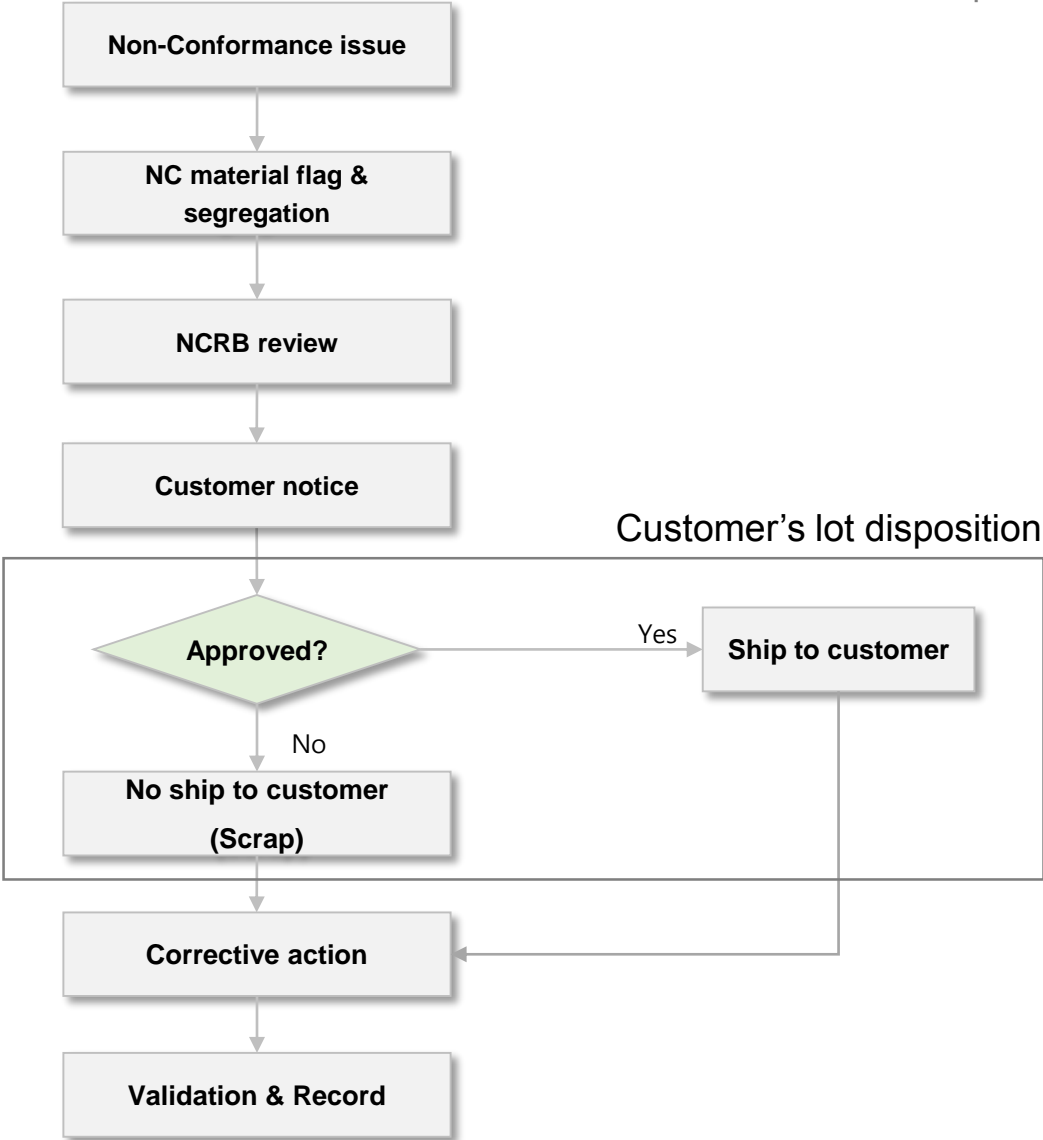 Non-Conformance issue
NC material flag &
segregation
NCRB review
Customer notice
Customer's lot disposition
Approved?
Yes
Ship to customer
No
No ship to customer
(Scrap)
Corrective action
Validation & Record